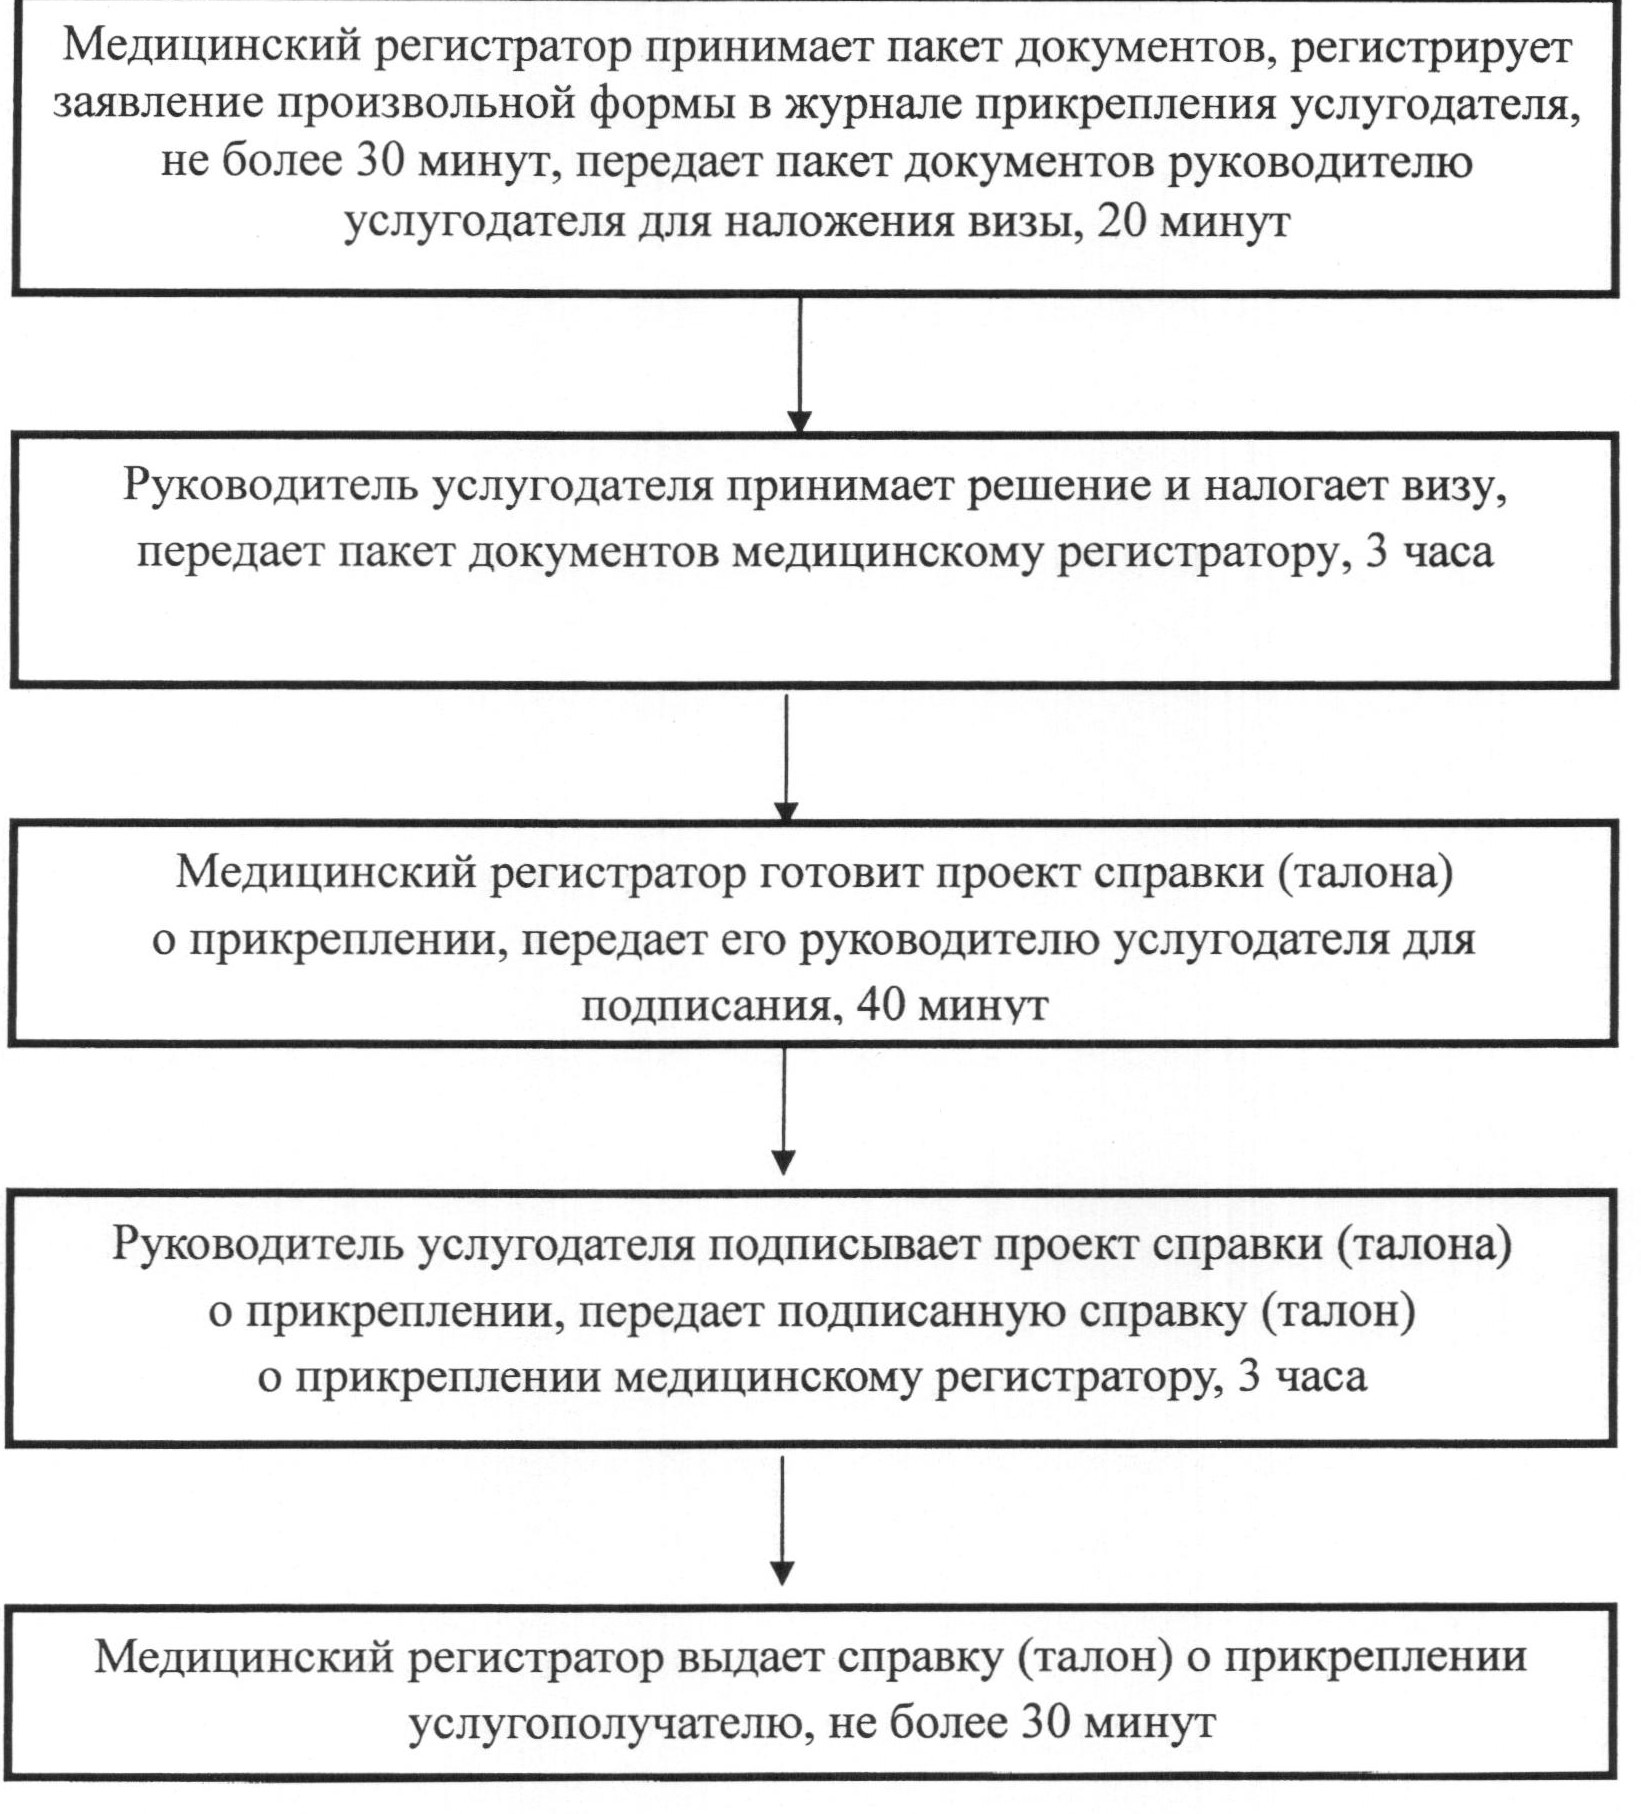 Медицинский регистратор принимает пакет документов, регистрирует
заявление произвольной формы в журнале прикрепления услугодателя,
не более 30 минут, передает пакет документов руководителю
услугодателя для наложения визы, 20 минут
Руководитель услугодателя принимает решение и налогает визу,
передает пакет документов медицинскому регистратору, 3 часа
Медицинский регистратор готовит проект справки (талона)
о прикреплении, передает его руководителю услугодателя для
подписания, 40 минут
Руководитель услугодателя подписывает проект справки (талона)
о прикреплении, передает подписанную справку (талон)
о прикреплении медицинскому регистратору, 3 часа
Медицинский регистратор выдает справку (талон) о прикреплении
услугополучателю, не более 30 минут